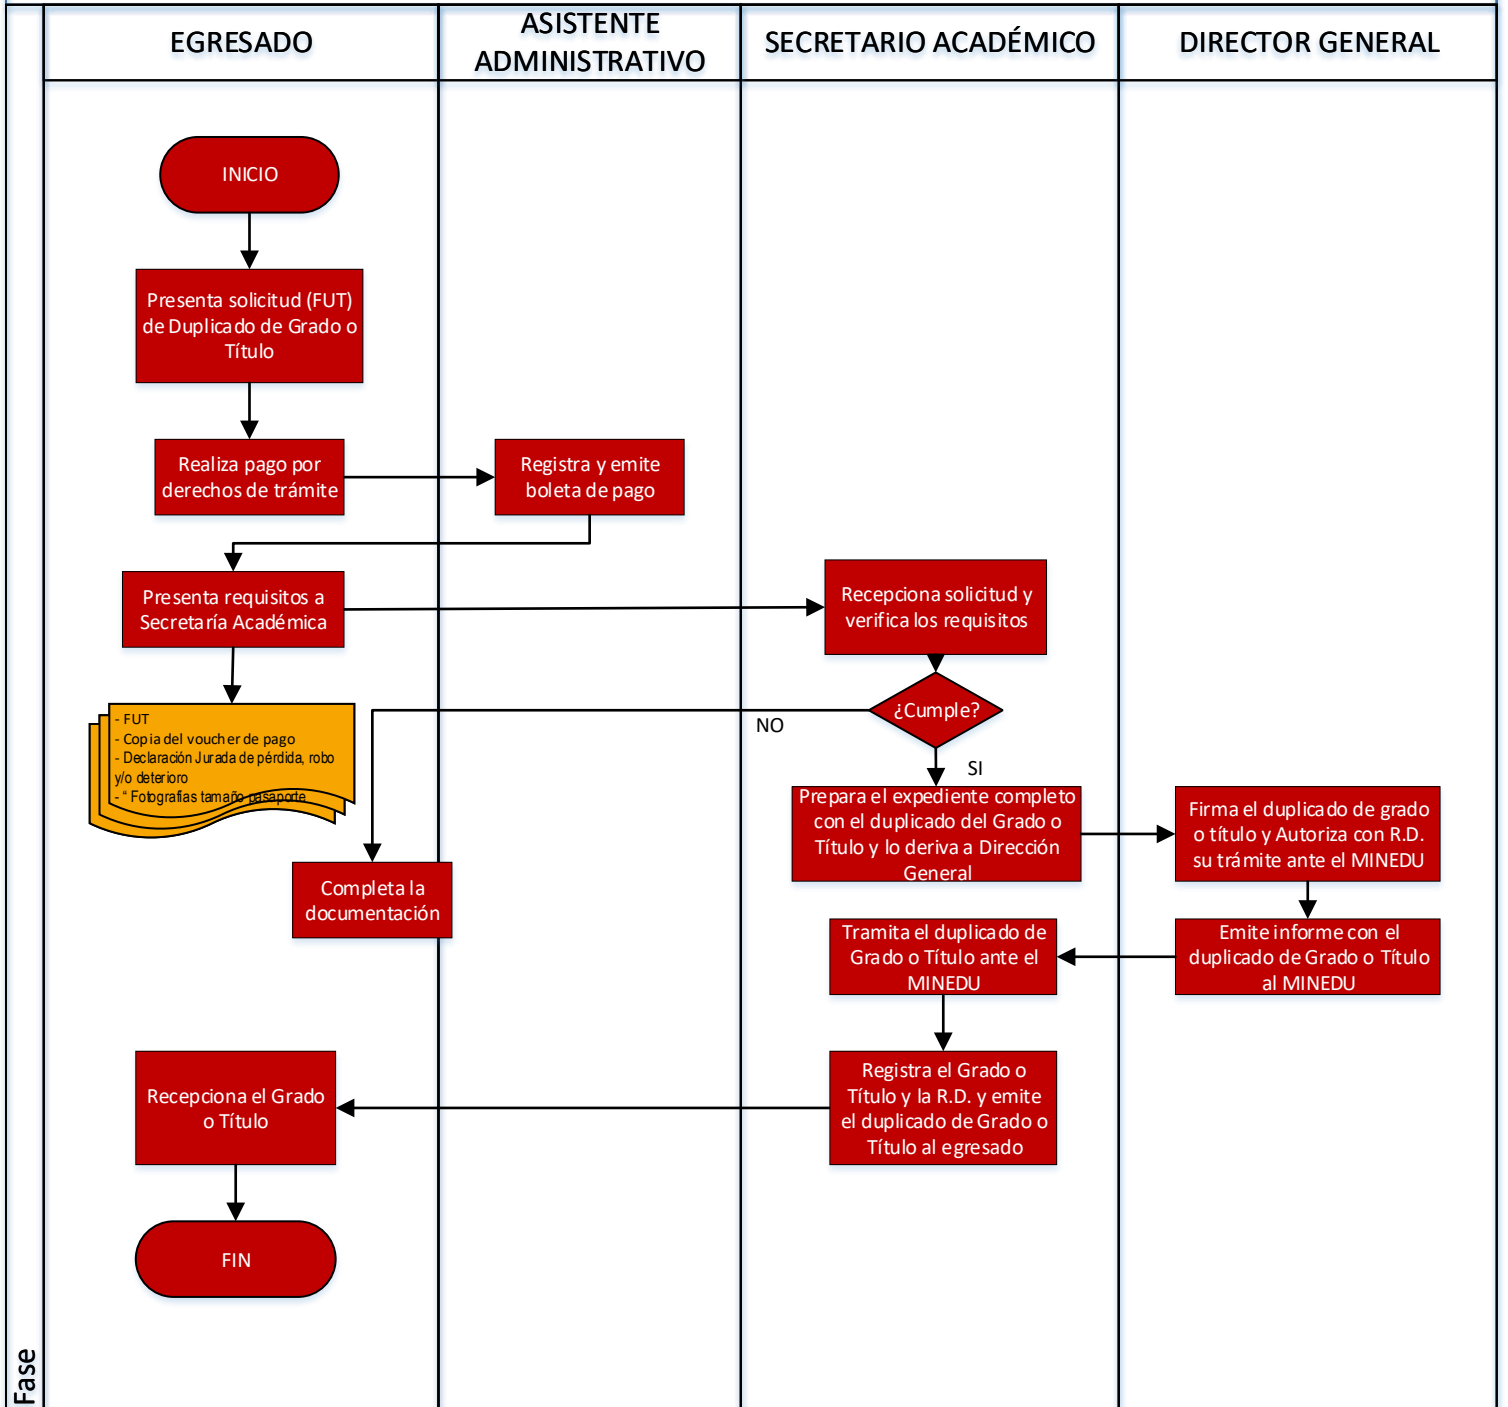 EGRESADO
ASISTENTE
ADMINISTRATIVO
SECRETARIO ACADÉMICO
DIRECTOR GENERAL
INICIO
Presenta solicitud (FUT)
de Duplicado de Grado o
Título
Realiza pago por
derechos de trámite
Registra y emite
boleta de pago
Presenta requisitos a
Secretaría Académica
Recepciona solicitud y
verifica los requisitos
- FUT
- Copia del voucher de pago
- Declaración Jurada de pérdida, robo
y/o deterioro
- “ Fotografías tamaño pasaporte
¿Cumple?
NO
SI
Prepara el expediente completo
con el duplicado del Grado o
Título y lo deriva a Dirección
General
Firma el duplicado de grado
o título y Autoriza con R.D.
su trámite ante el MINEDU
Completa la
documentación
Tramita el duplicado de
Grado o Título ante el
MINEDU
Emite informe con el
duplicado de Grado o Título
al MINEDU
Recepciona el Grado
o Título
Registra el Grado o
Título y la R.D. y emite
el duplicado de Grado o
Título al egresado
FIN
Fase